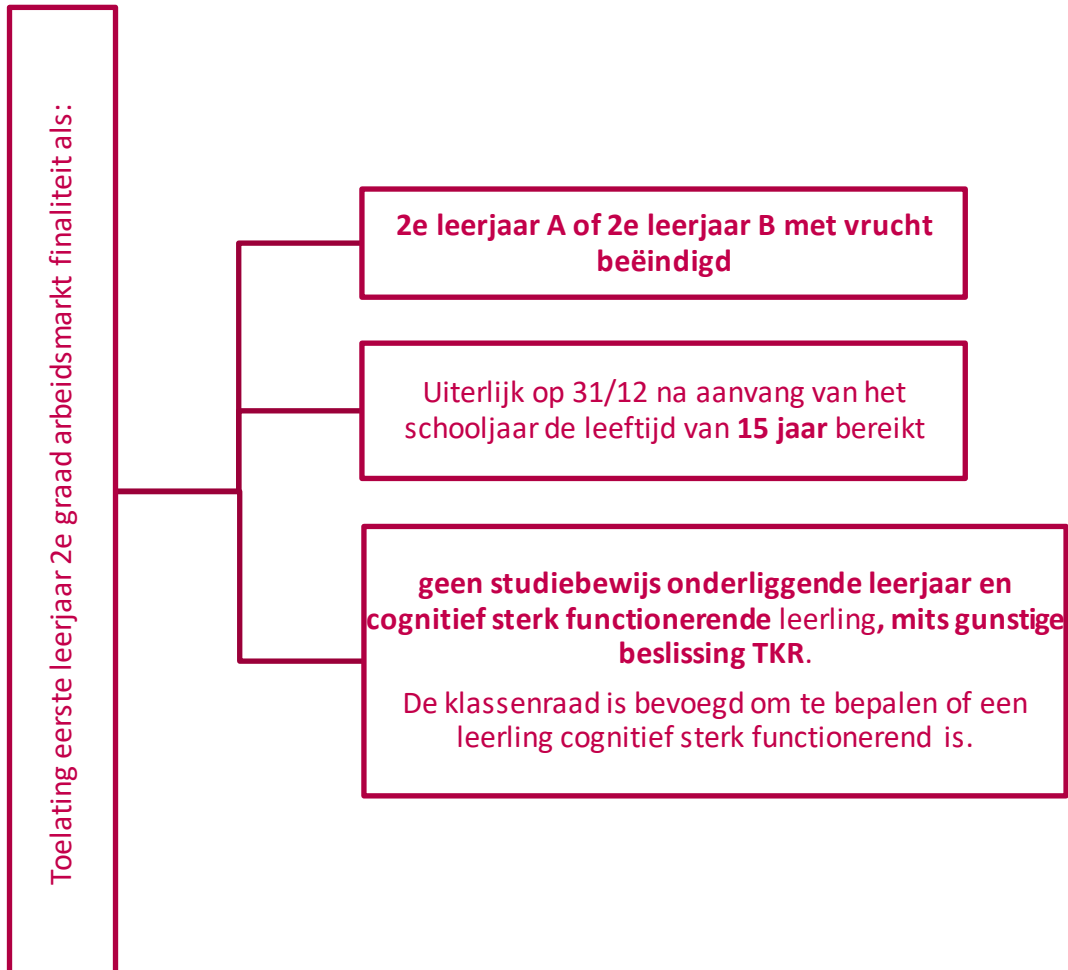 Toelating eerste leerjaar 2e graad arbeidsmarkt finaliteit als:
2e leerjaar A of 2e leerjaar B met vrucht
beëindigd
Uiterlijk op 31/12 na aanvang van het
schooljaar de leeftijd van 15 jaar bereikt
geen studiebewijs onderliggende leerjaar en
cognitief sterk functionerende leerling, mits gunstige
beslissing TKR.
De klassenraad is bevoegd om te bepalen of een
leerling cognitief sterk functionerend is.